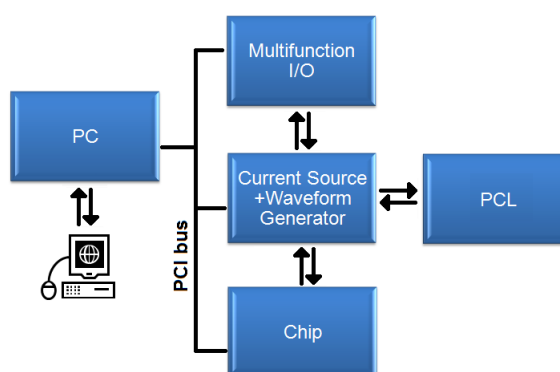 Multifunction
I/O
PC
Current Source
+Waveform
Generator
PCL
PCI bus
Chip